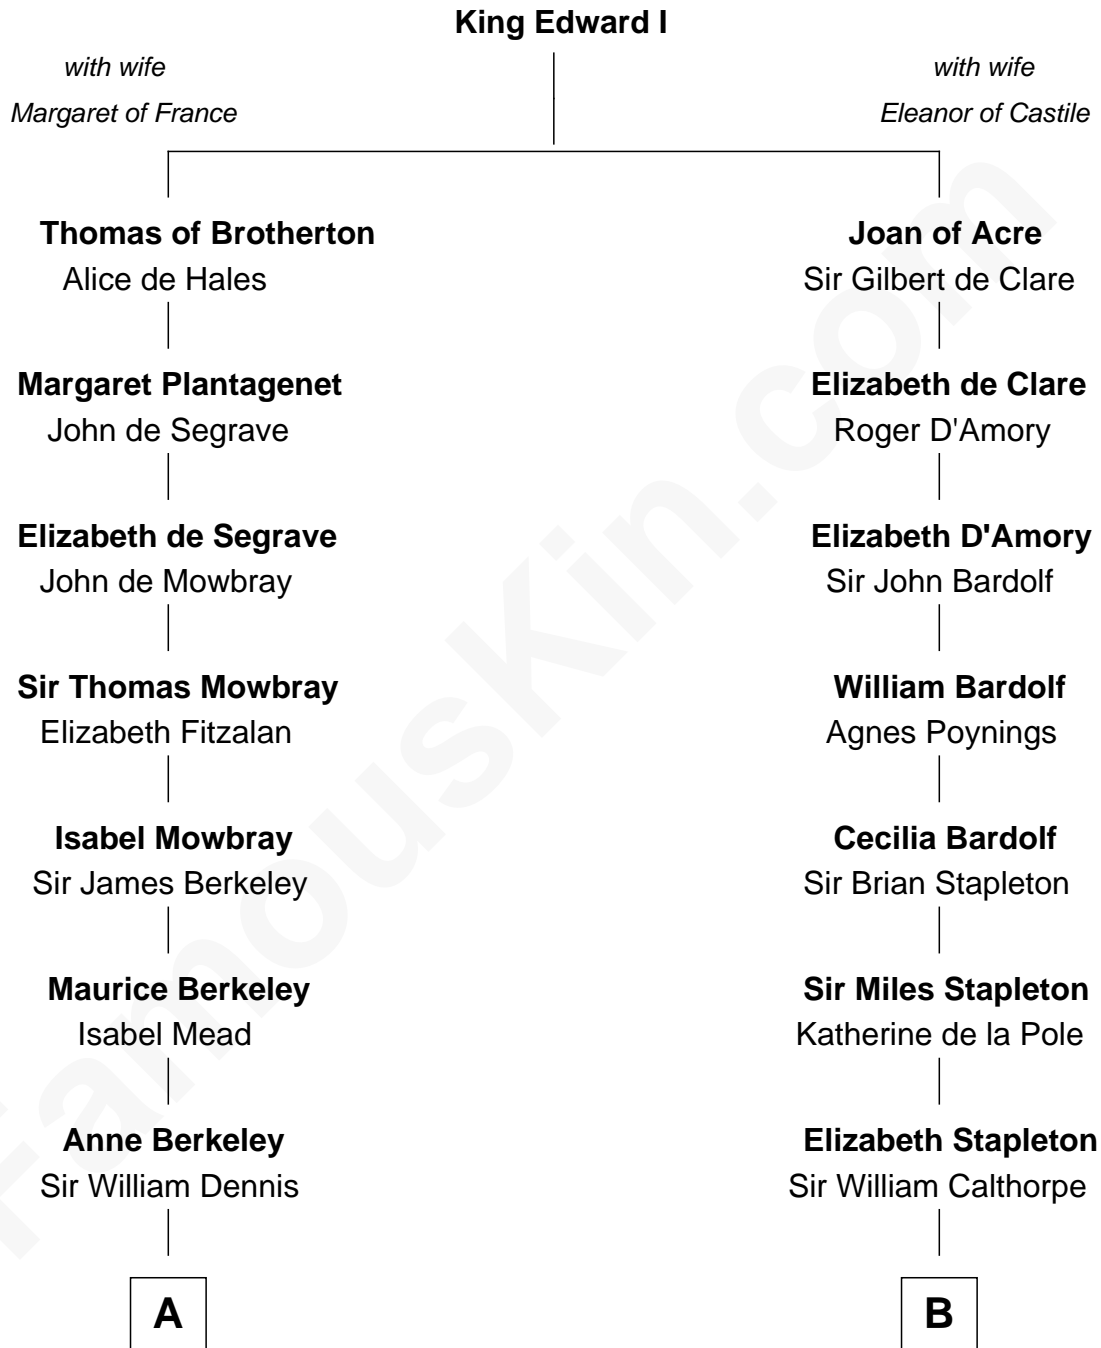 King Edward I
with wife
Margaret of France
with wife
Eleanor of Castile
Thomas of Brotherton
Alice de Hales
Joan of Acre
Sir Gilbert de Clare
Margaret Plantagenet
John de Segrave
Elizabeth de Clare
Roger D'Amory
Elizabeth de Segrave
John de Mowbray
Elizabeth D'Amory
Sir John Bardolf
Sir Thomas Mowbray
Elizabeth Fitzalan
William Bardolf
Agnes Poynings
Isabel Mowbray
Sir James Berkeley
Cecilia Bardolf
Sir Brian Stapleton
Maurice Berkeley
Isabel Mead
Sir Miles Stapleton
Katherine de la Pole
Anne Berkeley
Sir William Dennis
Elizabeth Stapleton
Sir William Calthorpe
A
B
FamousKin.com